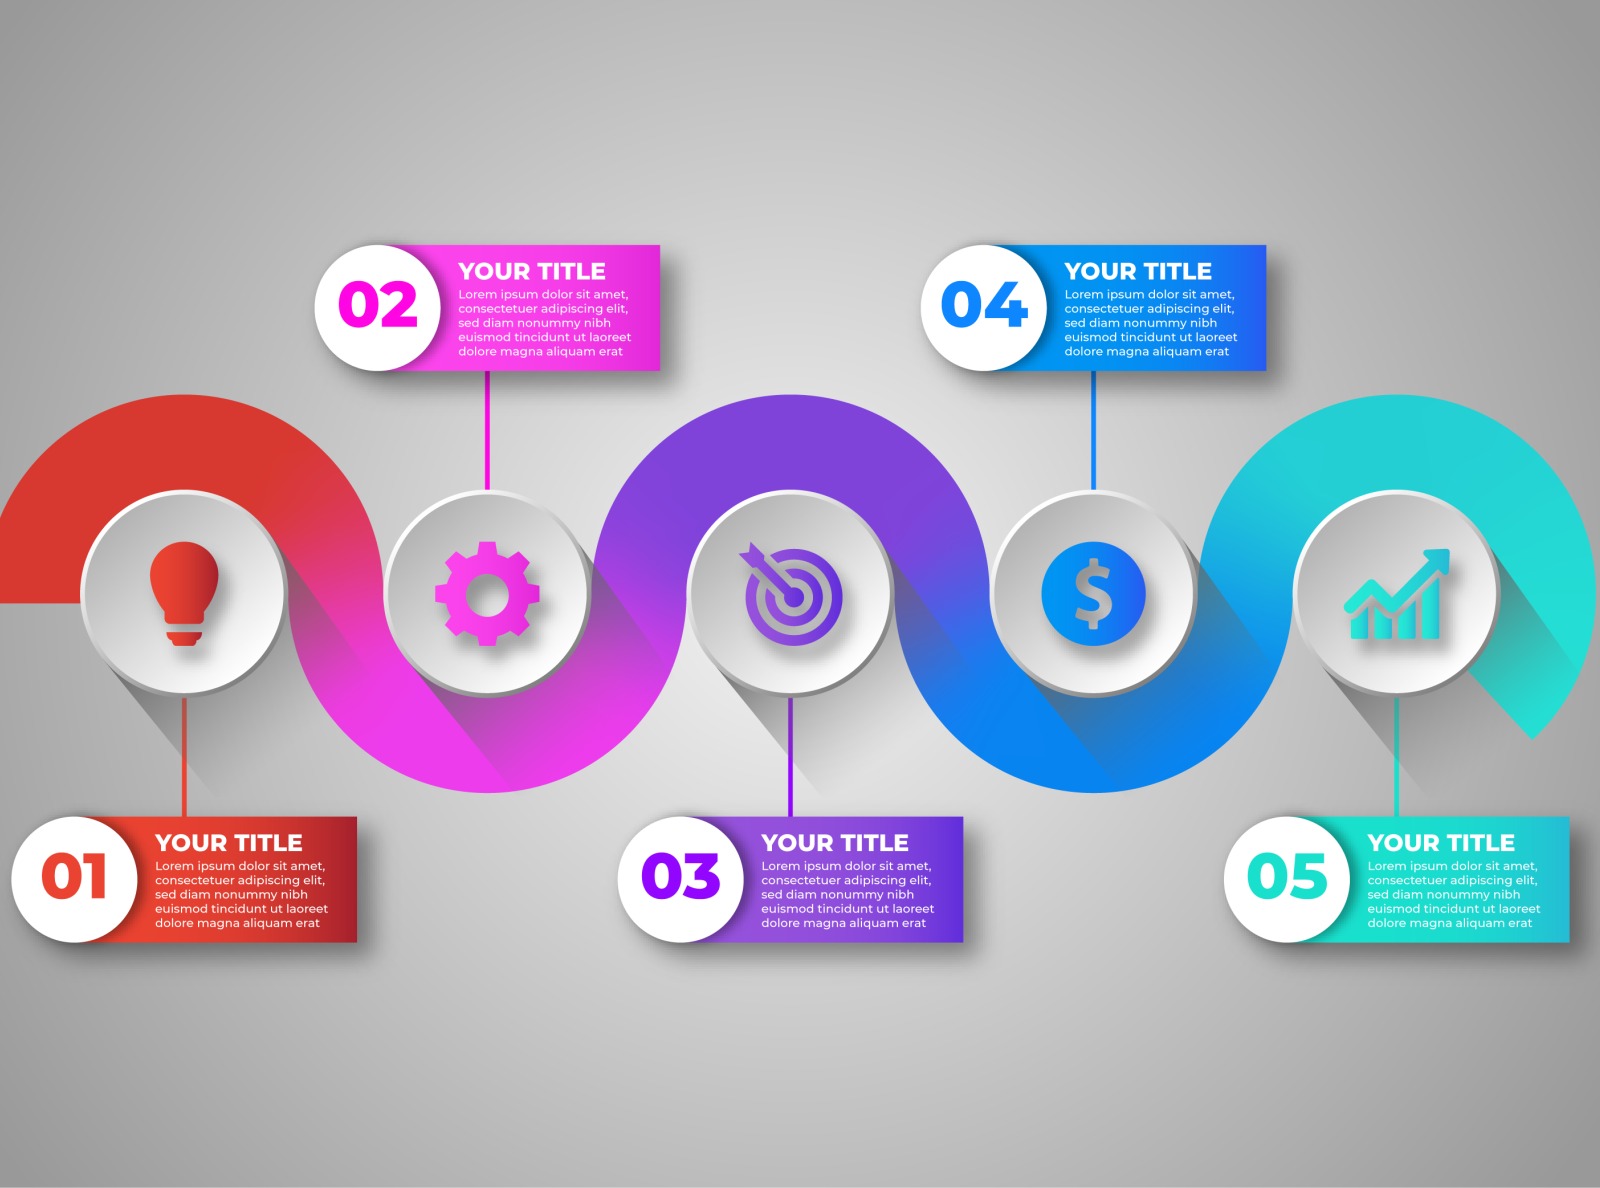 01
YOUR TITLE
Lorem ipsum dolor sit amet,
consectetuer adipiscing elit,
sed diam nonummy nibh
euismod tincidunt ut laoreet
dolore magna aliquam erat
02
YOUR TITLE
Lorem ipsum dolor sit amet,
consectetuer adipiscing elit,
sed diam nonummy nibh
euismod tincidunt ut laoreet
dolore magna aliquam erat
03
YOUR TITLE
Lorem ipsum dolor sit amet,
consectetuer adipiscing elit,
sed diam nonummy nibh
euismod tincidunt ut laoreet
dolore magna aliquam erat
04
YOUR TITLE
Lorem ipsum dolor sit amet,
consectetuer adipiscing elit,
sed diam nonummy nibh
euismod tincidunt ut laoreet
dolore magna aliquam erat
$
05
YOUR TITLE
Lorem ipsum dolor sit amet,
consectetuer adipiscing elit,
sed diam nonummy nibh
euismod tincidunt ut laoreet
dolore magna aliquam erat